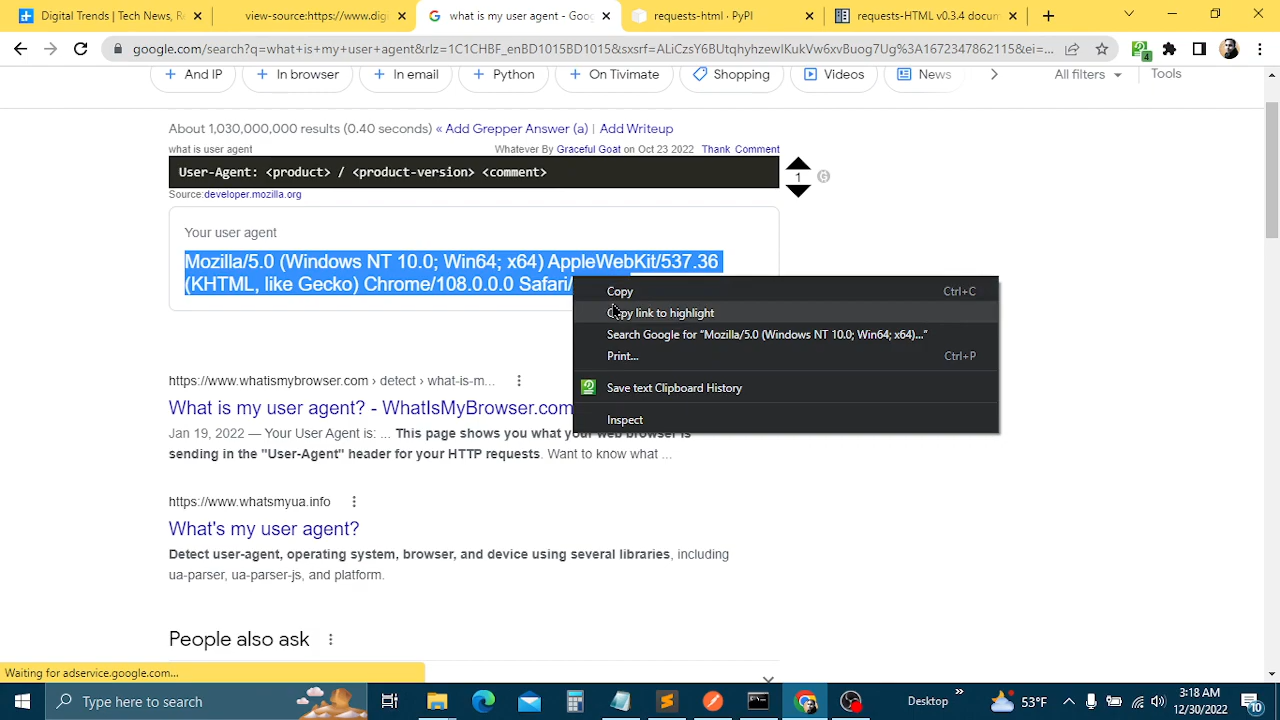 Digital Trends | Tech News, R
view-source:https://www.digi
what is my user agent - Goo
requests-html · PyPI
requests-HTML v0.3.4 docum
google.com/search?q=what+is+my+user+agent&rlz=1C1CHBF_enBD1015BD1015&sxsrf=ALiCzsY6BUtqhynzewIKukVw6xvBuog7Ug%3A1672347862115&ei=...
4
And IP
In browser
In email
Python
On Tivimate
Shopping
Videos
News
All filters
Tools
About 1,030,000,000 results (0.40 seconds) « Add Grepper Answer (a) | Add Writeup
what is user agent
Whatever By Graceful Goat on Oct 23 2022 Thank Comment
User-Agent: <product> / <product-version> <comment>
1
Source:developer.mozilla.org
Your user agent
Mozilla/5.0 (Windows NT 10.0; Win64; x64) AppleWebKit/537.36
(KHTML, like Gecko) Chrome/108.0.0.0 Safari/
Copy Ctrl+C
Copy link to highlight
Search Google for “Mozilla/5.0 (Windows NT 10.0; Win64; x64)...”
Print... Ctrl+P
Save text Clipboard History
Inspect
https://www.whatismybrowser.com › detect › what-is-m...
What is my user agent? - WhatIsMyBrowser.com
Jan 19, 2022 — Your User Agent is: ... This page shows you what your web browser is
sending in the "User-Agent" header for your HTTP requests. Want to know what ...
https://www.whatsmyua.info
What's my user agent?
Detect user-agent, operating system, browser, and device using several libraries, including
ua-parser, ua-parser-js, and platform.
People also ask
Waiting for adservice.google.com...
Type here to search
Desktop
53°F
3:18 AM
12/30/2022
10